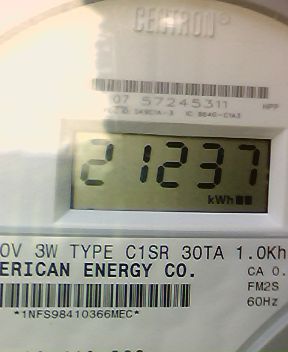 CENTRON®
07 57245311 HPP
21237
kWh
0V 3W TYPE C1SR 30TA 1.0Kh
ERICAN ENERGY CO. CA 0.
FM2S
60Hz
*1NFS98410366MEC*